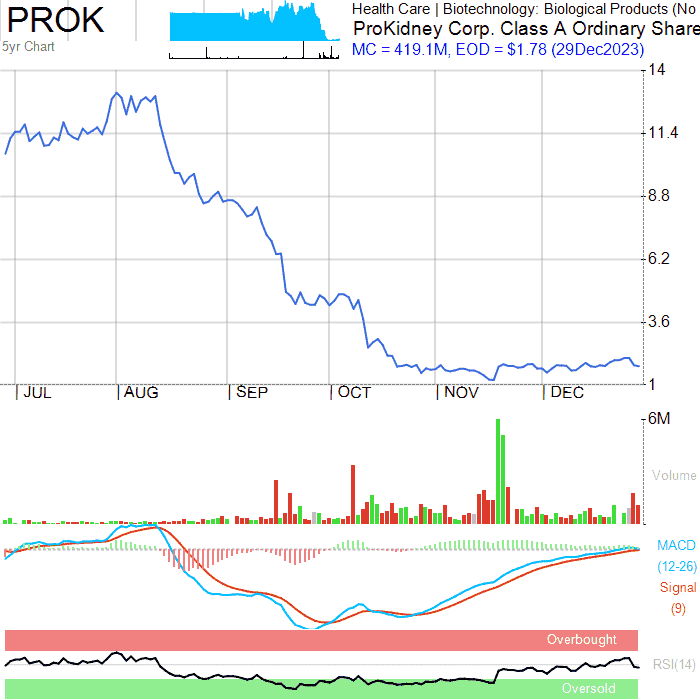 PROK
5yr Chart
Health Care | Biotechnology: Biological Products (No
ProKidney Corp. Class A Ordinary Share
MC = 419.1M, EOD = $1.78 (29Dec2023)
14
11.4
8.8
6.2
3.6
1
JUL AUG SEP OCT NOV DEC
6M
Volume
MACD
(12-26)
Signal
(9)
Overbought
RSI(14)
Oversold